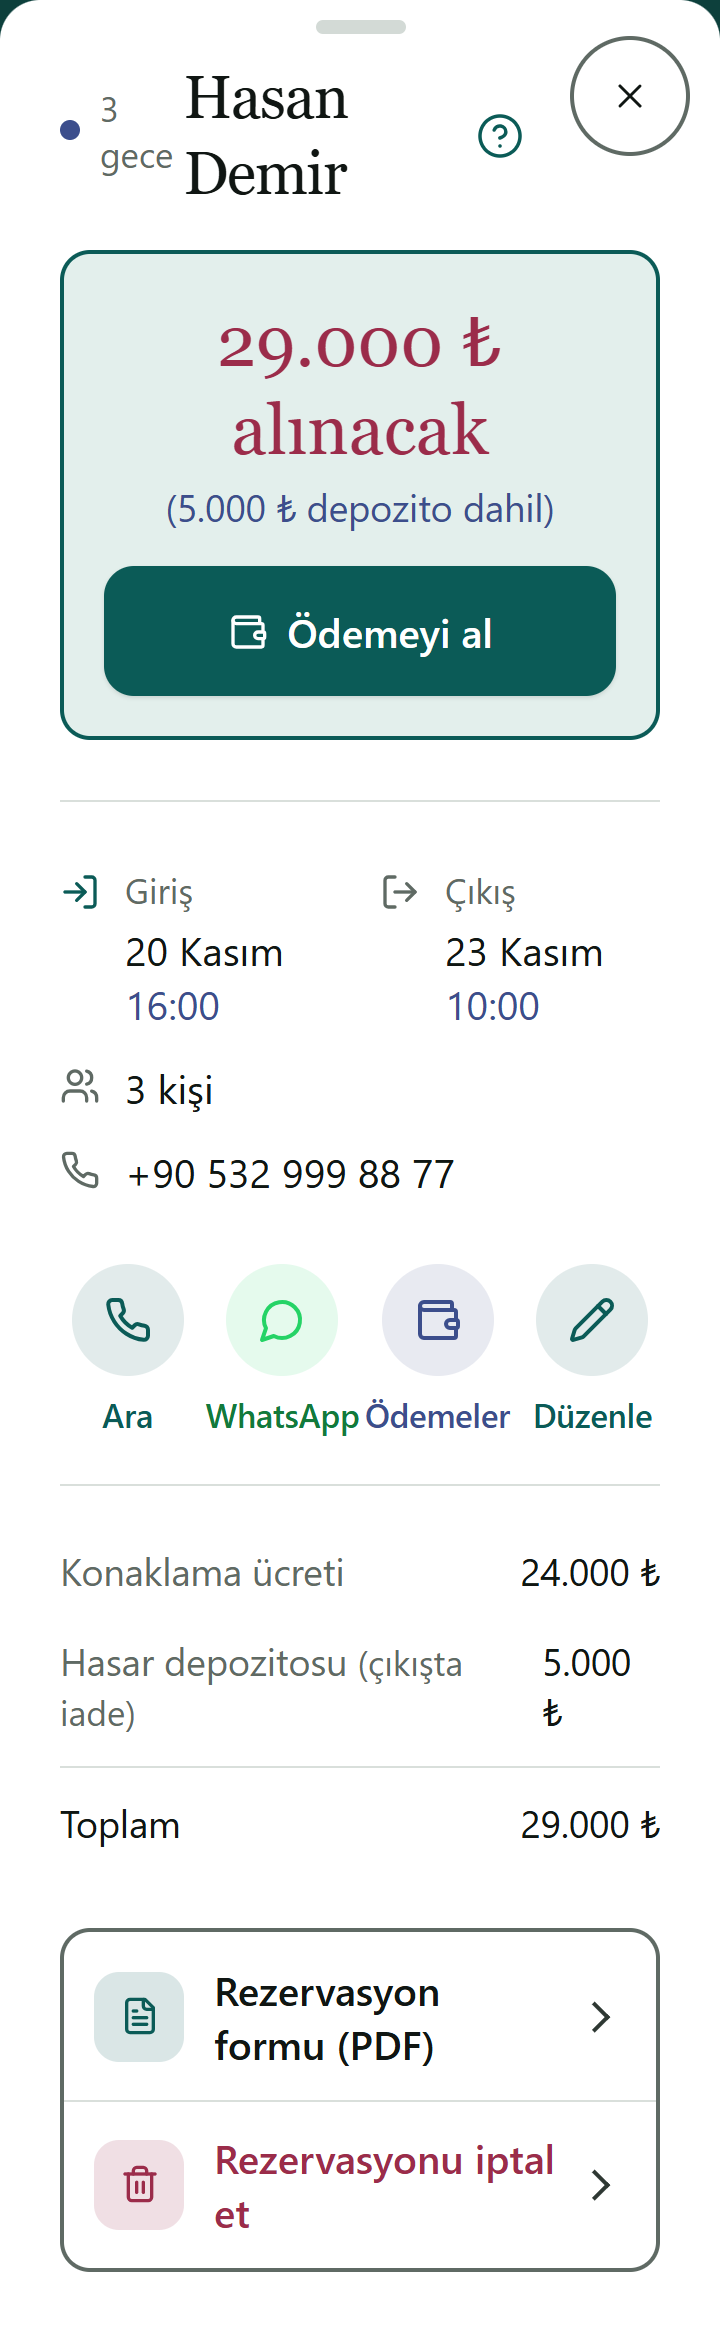 3 gece
Hasan Demir
29.000 ₺
alınacak
(5.000 ₺ depozito dahil)
Ödemeyi al
Giriş
20 Kasım
16:00
Çıkış
23 Kasım
10:00
3 kişi
+90 532 999 88 77
Ara
WhatsApp
Ödemeler
Düzenle
Konaklama ücreti
24.000 ₺
Hasar depozitosu (çıkışta
iade)
5.000
₺
Toplam
29.000 ₺
Rezervasyon
formu (PDF)
Rezervasyonu iptal
et